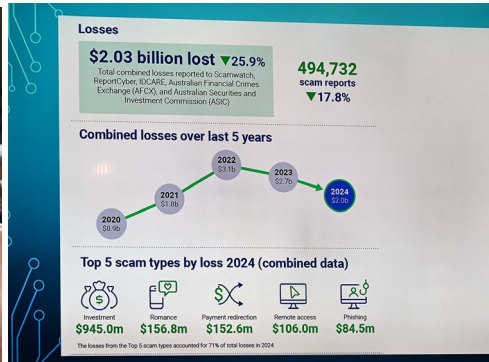 Losses
$2.03 billion lost ▼25.9%
Total combined losses reported to Scamwatch,
ReportCyber, IDCARE, Australian Financial Crimes
Exchange (AFCX), and Australian Securities and
Investment Commission (ASIC)
494,732
scam reports
▼17.8%
Combined losses over last 5 years
2020
$0.9b
2021
$1.8b
2022
$3.1b
2023
$2.7b
2024
$2.0b
Top 5 scam types by loss 2024 (combined data)
Investment
$945.0m
Romance
$156.8m
Payment redirection
$152.6m
Remote access
$106.0m
Phishing
$84.5m
The losses from the Top 5 scam types accounted for 71% of total losses in 2024.